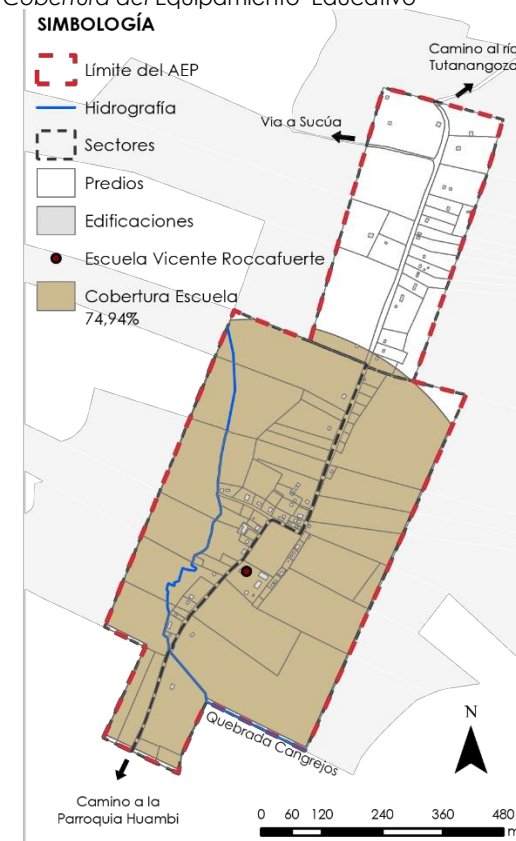 Cobertura del Equipamiento Educativo
SIMBOLOGÍA
Límite del AEP
Hidrografía
Sectores
Predios
Edificaciones
Escuela Vicente Roccafuerte
Cobertura Escuela
74,94%
Camino al río
Tutanangoza
Via a Sucúa
Quebrada Cangrejos
Camino a la
Parroquia Huambi
N
0 60 120 240 360 480
m